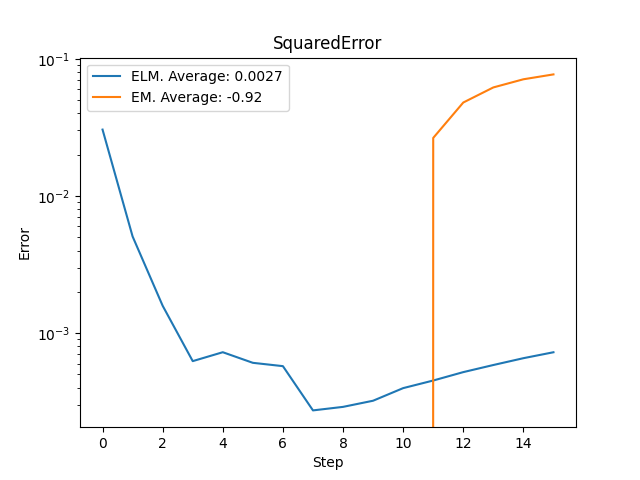 SquaredError
ELM. Average: 0.0027
EM. Average: -0.92
10⁻¹
10⁻²
10⁻³
Error
0 2 4 6 8 10 12 14
Step